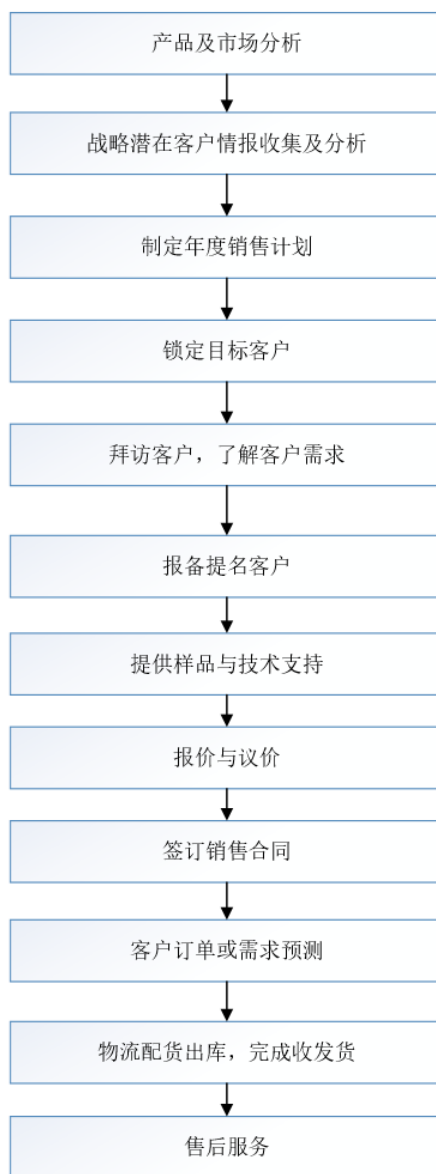 产品及市场分析
战略潜在客户情报收集及分析
制定年度销售计划
锁定目标客户
拜访客户，了解客户需求
报备提名客户
提供样品与技术支持
报价与议价
签订销售合同
客户订单或需求预测
物流配货出库，完成收发货
售后服务